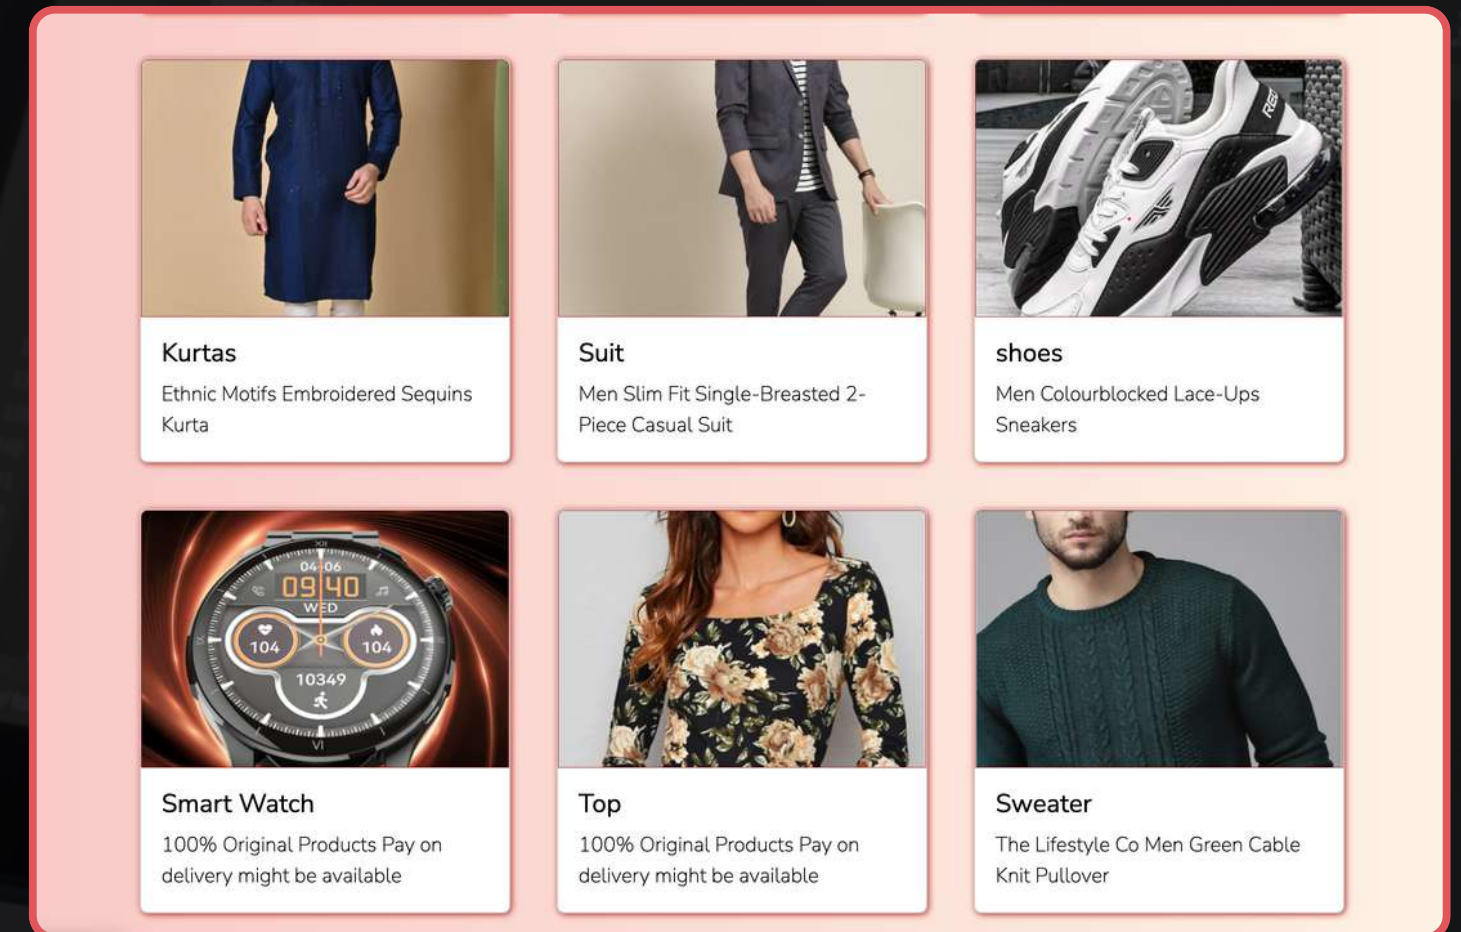 RED
Kurtas
Ethnic Motifs Embroidered Sequins
Kurta
Suit
Men Slim Fit Single-Breasted 2-
Piece Casual Suit
shoes
Men Colourblocked Lace-Ups
Sneakers
XII
04-06
09:40
WED
104
104
10349
VI
Smart Watch
100% Original Products Pay on
delivery might be available
Top
100% Original Products Pay on
delivery might be available
Sweater
The Lifestyle Co Men Green Cable
Knit Pullover